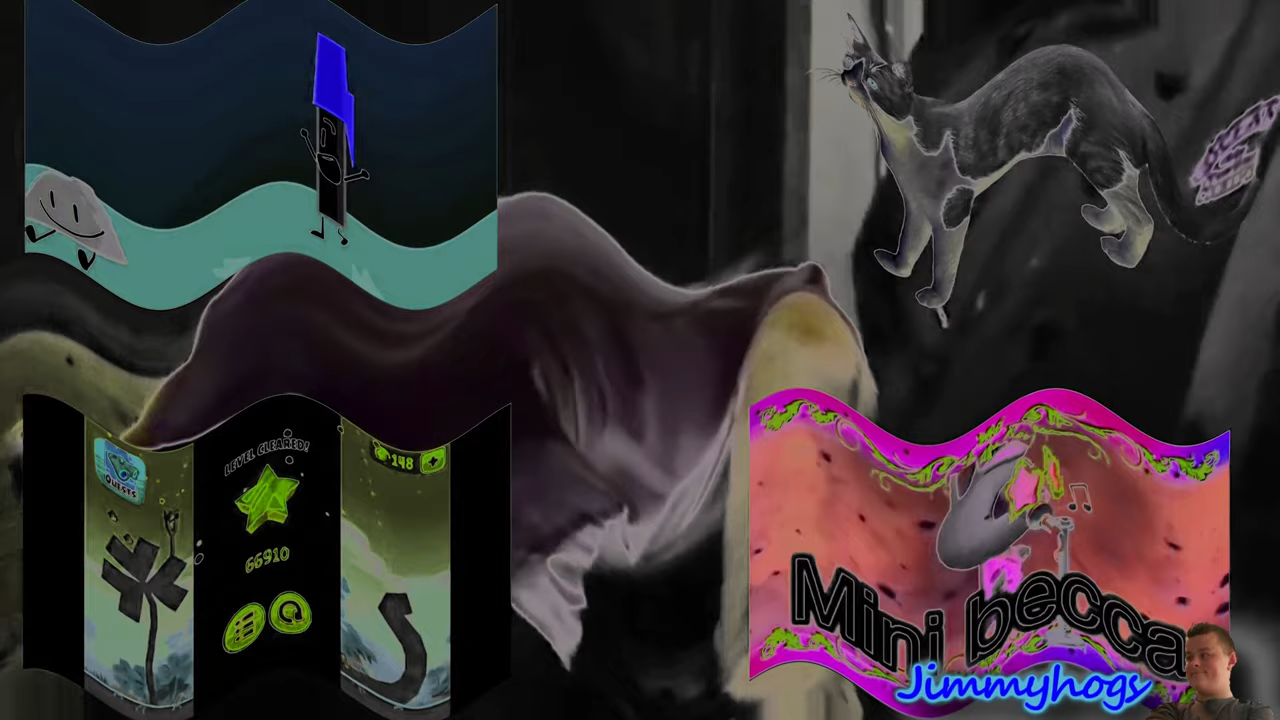 LEVEL CLEARED!
148
QUESTS
66910
Mini becca
Jimmyhogs